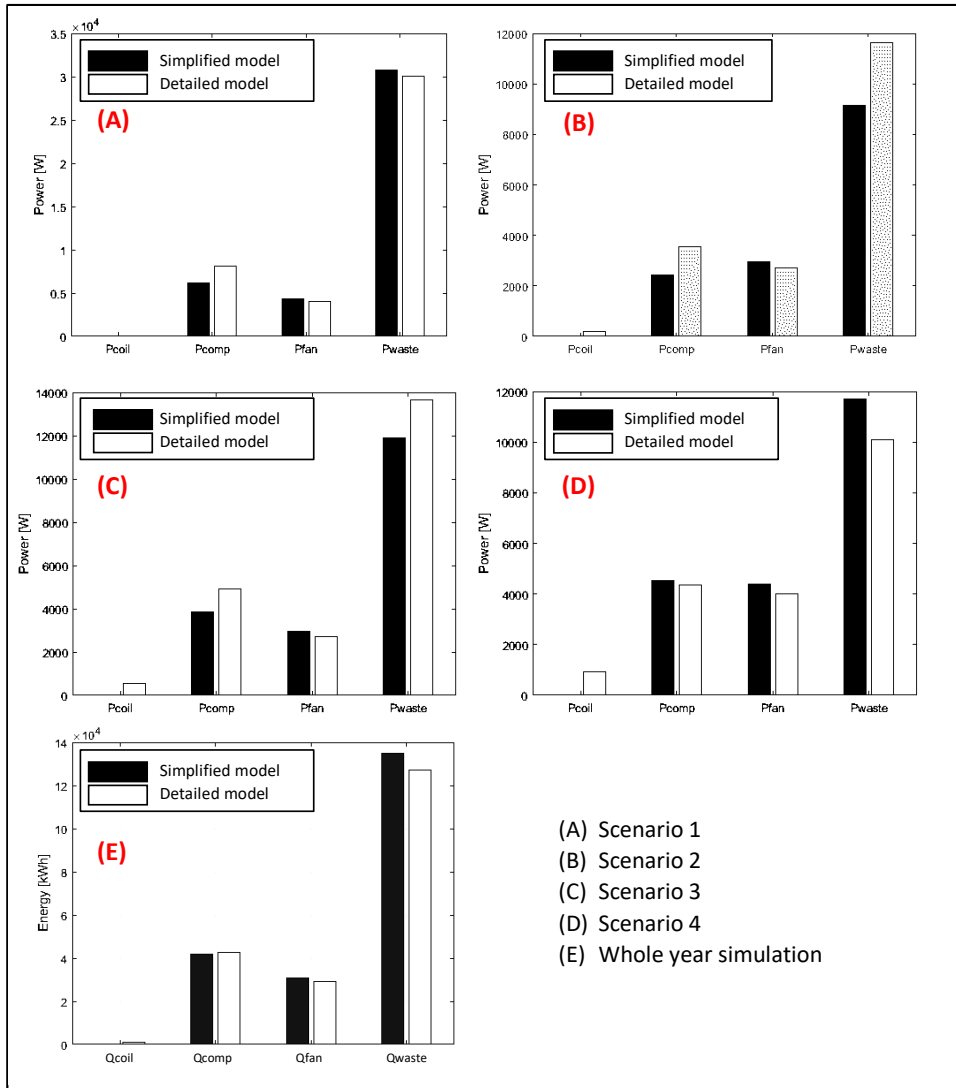 ×10⁴
3.5
3
2.5
2
1.5
1
0.5
0
Power [W]
Simplified model
Detailed model
(A)
Pcoil Pcomp Pfan Pwaste
12000
10000
8000
6000
4000
2000
0
Power [W]
Simplified model
Detailed model
(B)
Pcoil Pcomp Pfan Pwaste
14000
12000
10000
8000
6000
4000
2000
0
Power [W]
Simplified model
Detailed model
(C)
Pcoil Pcomp Pfan Pwaste
12000
10000
8000
6000
4000
2000
0
Power [W]
Simplified model
Detailed model
(D)
Pcoil Pcomp Pfan Pwaste
×10⁴
14
12
10
8
6
4
2
0
Energy [kWh]
Simplified model
Detailed model
(E)
Qcoil Qcomp Qfan Qwaste
(A) Scenario 1
(B) Scenario 2
(C) Scenario 3
(D) Scenario 4
(E) Whole year simulation